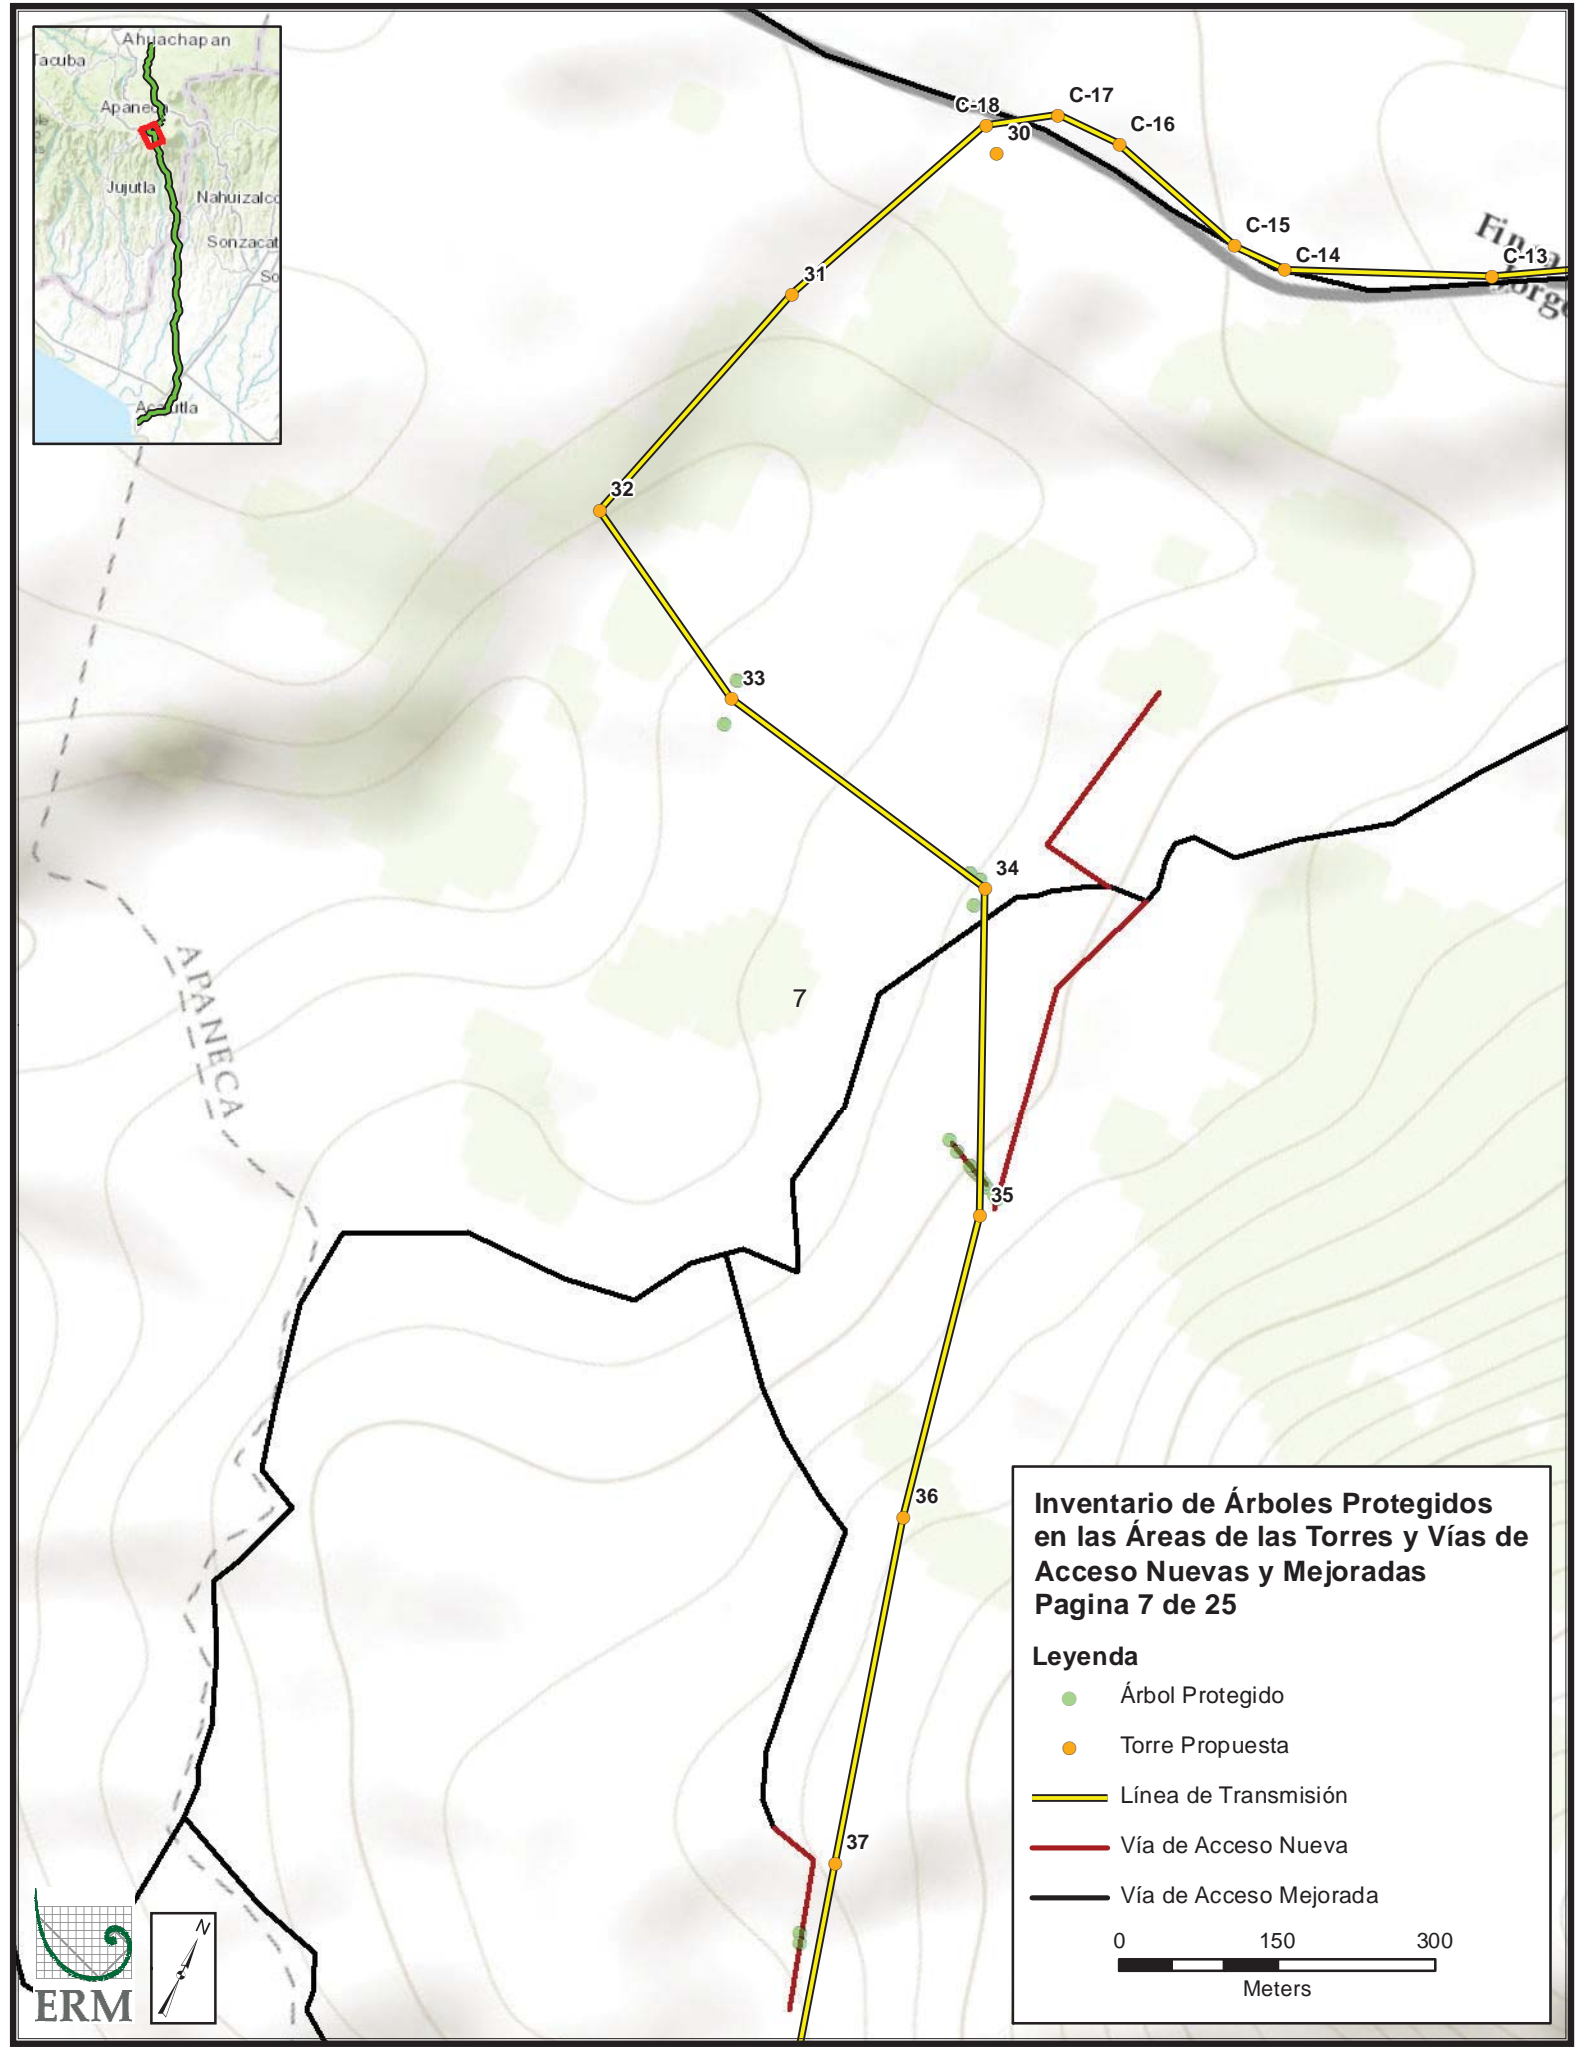 Ahuachapan
Tacuba
Apaneca
Jujutla
Nahuizalco
Sonzacat
So
Acajutla
C-18
C-17
30
C-16
C-15
C-14
C-13
Finca
31
32
33
34
7
APANECA
35
36
37
Inventario de Árboles Protegidos
en las Áreas de las Torres y Vías de
Acceso Nuevas y Mejoradas
Pagina 7 de 25
Leyenda
Árbol Protegido
Torre Propuesta
Línea de Transmisión
Vía de Acceso Nueva
Vía de Acceso Mejorada
0 150 300
Meters
N
ERM